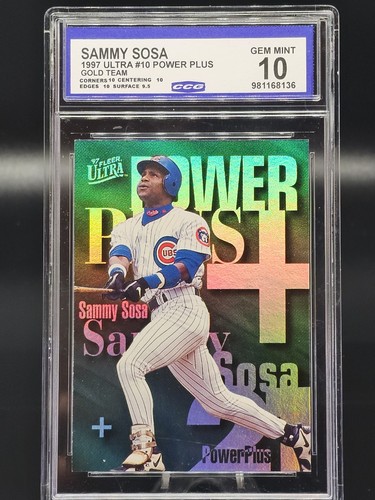 SAMMY SOSA
1997 ULTRA #10 POWER PLUS
GOLD TEAM
CORNERS 10 CENTERING 10
EDGES 10 SURFACE 9.5
CCG
GEM MINT
10
981168136
'97 FLEER
ULTRA
POWER
PLUS
+
CUBS
Sammy Sosa
Sammy
Sosa
21
+
PowerPlus